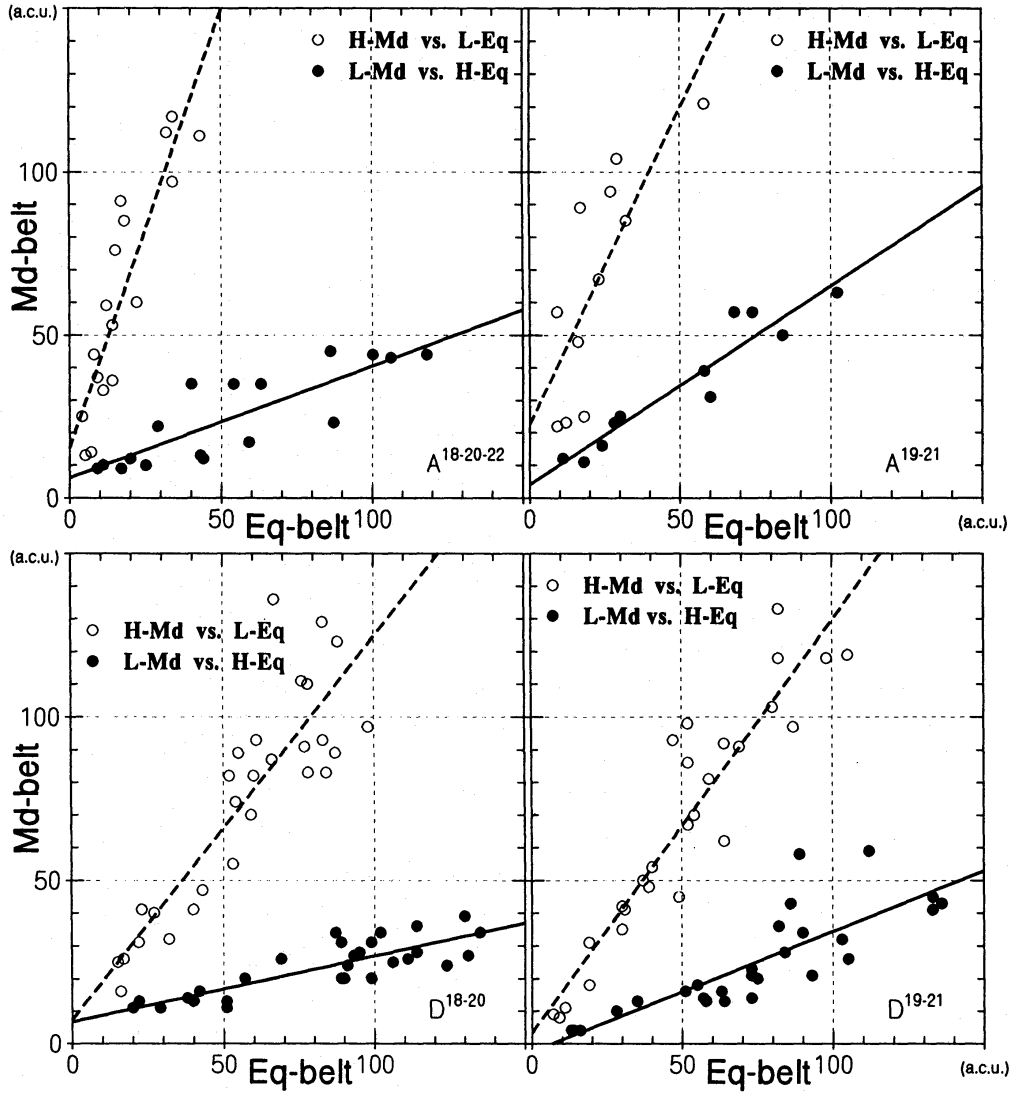 (a.c.u.)
H-Md vs. L-Eq
L-Md vs. H-Eq
H-Md vs. L-Eq
L-Md vs. H-Eq
100
50
0
Md-belt
A18-20-22
A19-21
0 50 100
Eq-belt
0 50 100
Eq-belt
(a.c.u.)
(a.c.u.)
H-Md vs. L-Eq
L-Md vs. H-Eq
H-Md vs. L-Eq
L-Md vs. H-Eq
100
50
0
Md-belt
D18-20
D19-21
0 50 100
Eq-belt
0 50 100
Eq-belt
(a.c.u.)